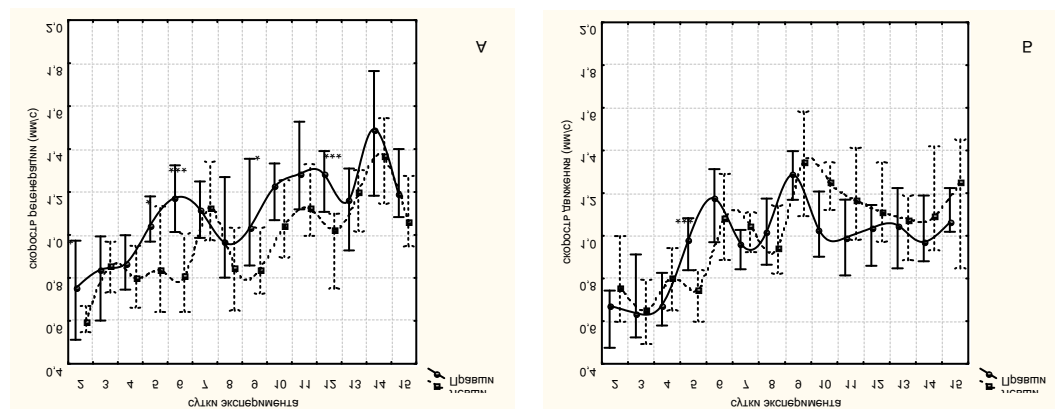 А
2,0
1,8
1,6
1,4
1,2
1,0
0,8
0,6
0,4
скорость регенерации (мм/с)
*
***
*
***
2 3 4 5 6 7 8 9 10 11 12 13 14 15
сутки эксперимента
Правши
Б
2,0
1,8
1,6
1,4
1,2
1,0
0,8
0,6
0,4
скорость движения (мм/с)
***
2 3 4 5 6 7 8 9 10 11 12 13 14 15
сутки эксперимента
Правши